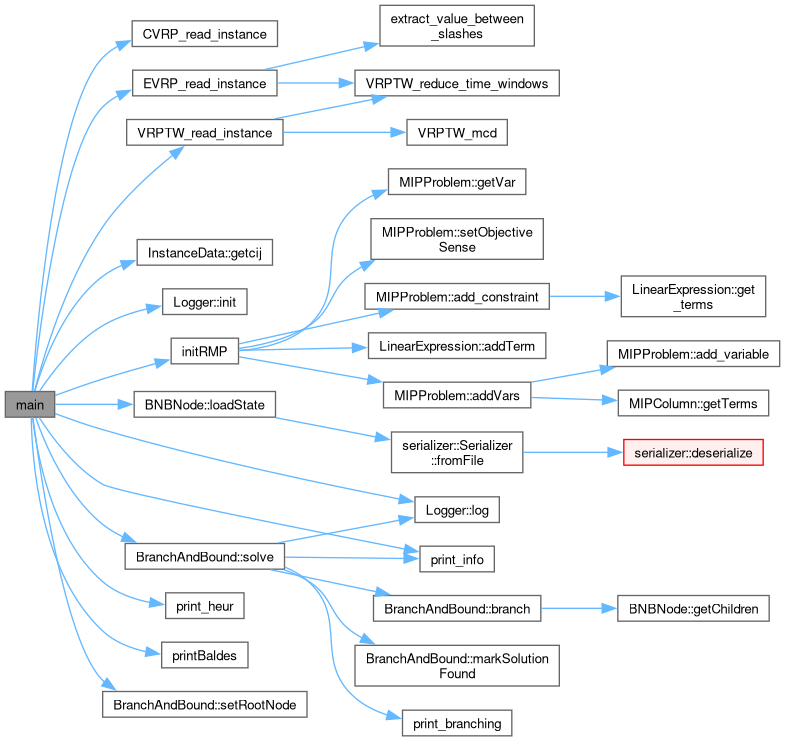 main
CVRP_read_instance
EVRP_read_instance
extract_value_between
_slashes
VRPTW_reduce_time_windows
VRPTW_read_instance
VRPTW_mcd
InstanceData::getcij
Logger::init
initRMP
MIPProblem::getVar
MIPProblem::setObjective
Sense
MIPProblem::add_constraint
LinearExpression::get
_terms
LinearExpression::addTerm
MIPProblem::addVars
MIPProblem::add_variable
MIPColumn::getTerms
BNBNode::loadState
serializer::Serializer
::fromFile
serializer::deserialize
Logger::log
print_info
BranchAndBound::solve
BranchAndBound::branch
BNBNode::getChildren
BranchAndBound::markSolution
Found
print_branching
print_heur
printBaldes
BranchAndBound::setRootNode